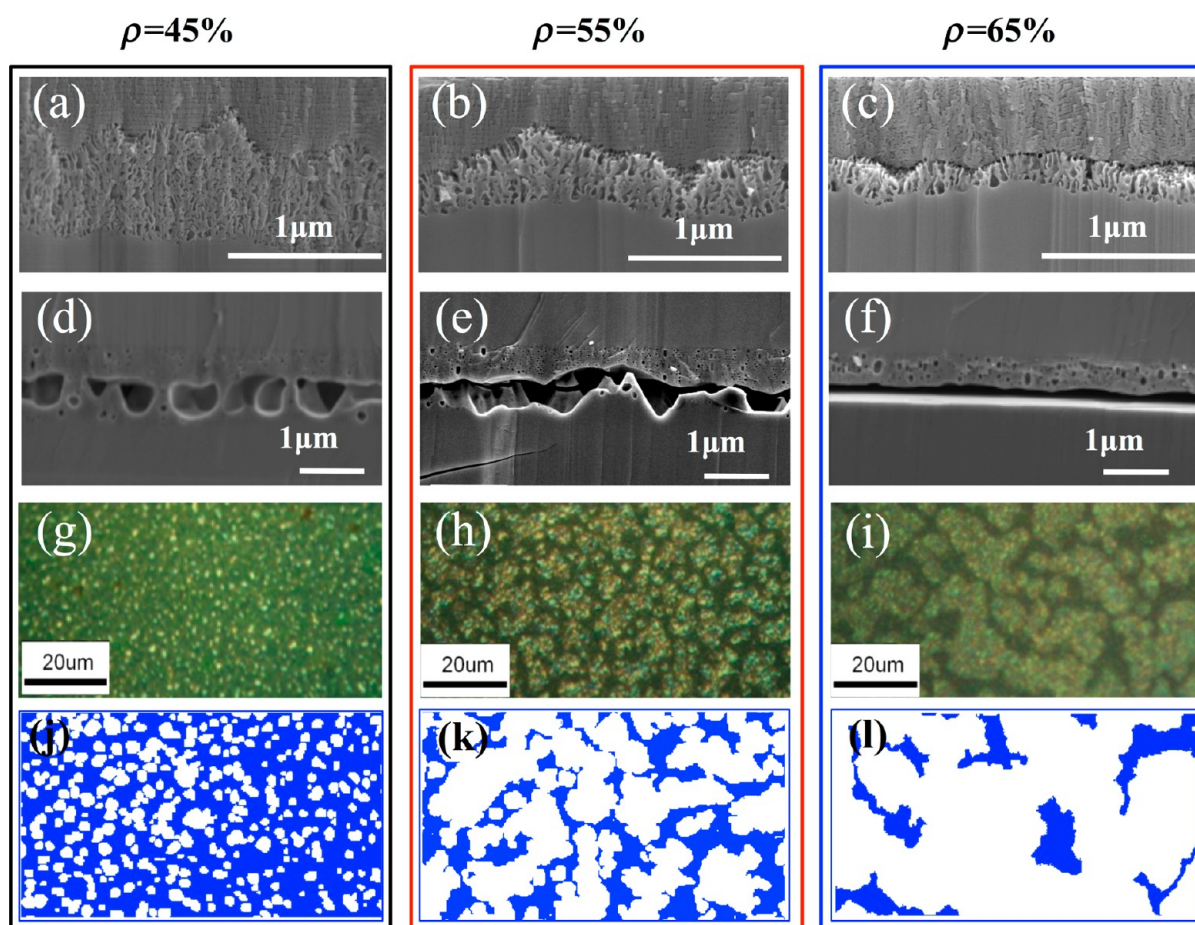 ρ=45%
ρ=55%
ρ=65%
(a)
1μm
(b)
1μm
(c)
1μm
(d)
1μm
(e)
1μm
(f)
1μm
(g)
20um
(h)
20um
(i)
20um
(j)
(k)
(l)